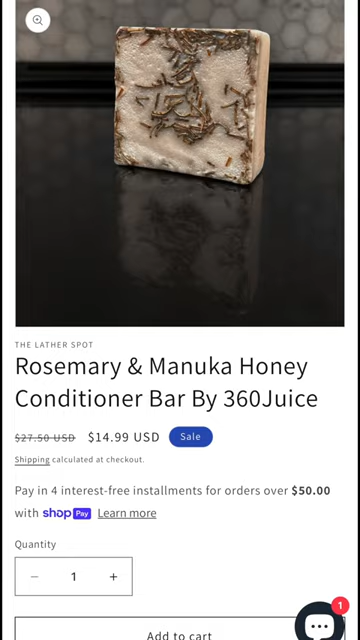 THE LATHER SPOT
Rosemary & Manuka Honey
Conditioner Bar By 360Juice
$27.50 USD $14.99 USD Sale
Shipping calculated at checkout.
Pay in 4 interest-free installments for orders over $50.00
with shop Pay Learn more
Quantity
− 1 +
1
Add to cart